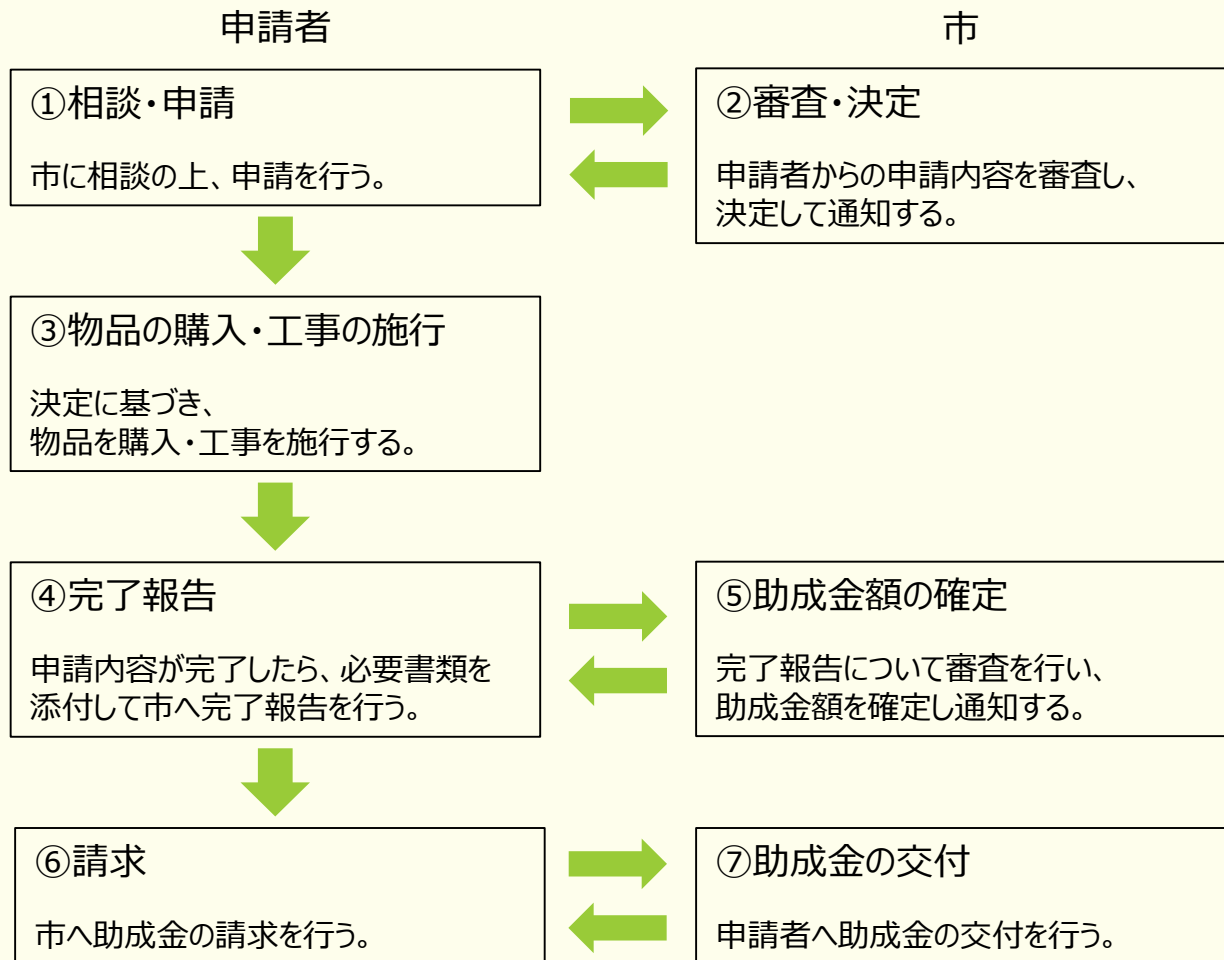 申請者
市
①相談・申請
市に相談の上、申請を行う。
②審査・決定
申請者からの申請内容を審査し、
決定して通知する。
③物品の購入・工事の施行
決定に基づき、
物品を購入・工事を施行する。
④完了報告
申請内容が完了したら、必要書類を
添付して市へ完了報告を行う。
⑤助成金額の確定
完了報告について審査を行い、
助成金額を確定し通知する。
⑥請求
市へ助成金の請求を行う。
⑦助成金の交付
申請者へ助成金の交付を行う。